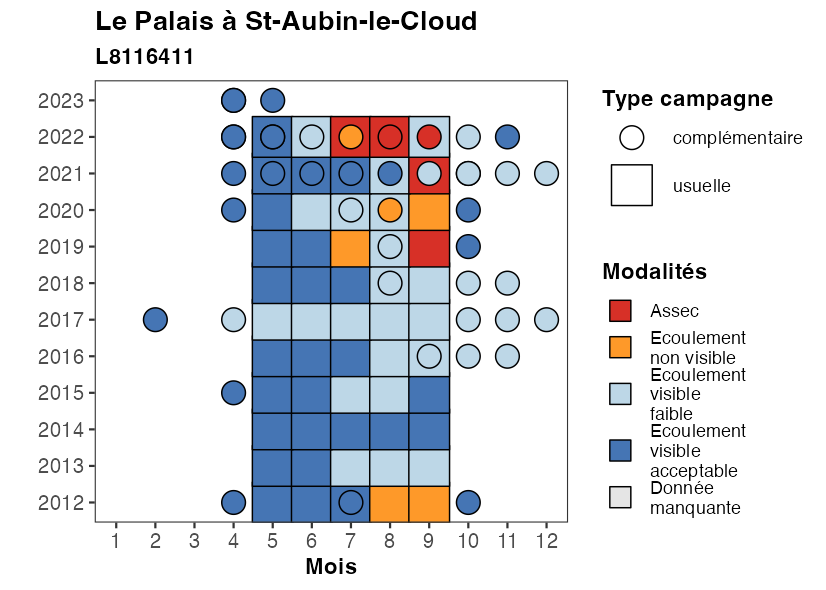 Le Palais à St-Aubin-le-Cloud
L8116411
2023
2022
2021
2020
2019
2018
2017
2016
2015
2014
2013
2012
1 2 3 4 5 6 7 8 9 10 11 12
Mois
Type campagne
complémentaire
usuelle
Modalités
Assec
Ecoulement
non visible
Ecoulement
visible
faible
Ecoulement
visible
acceptable
Donnée
manquante